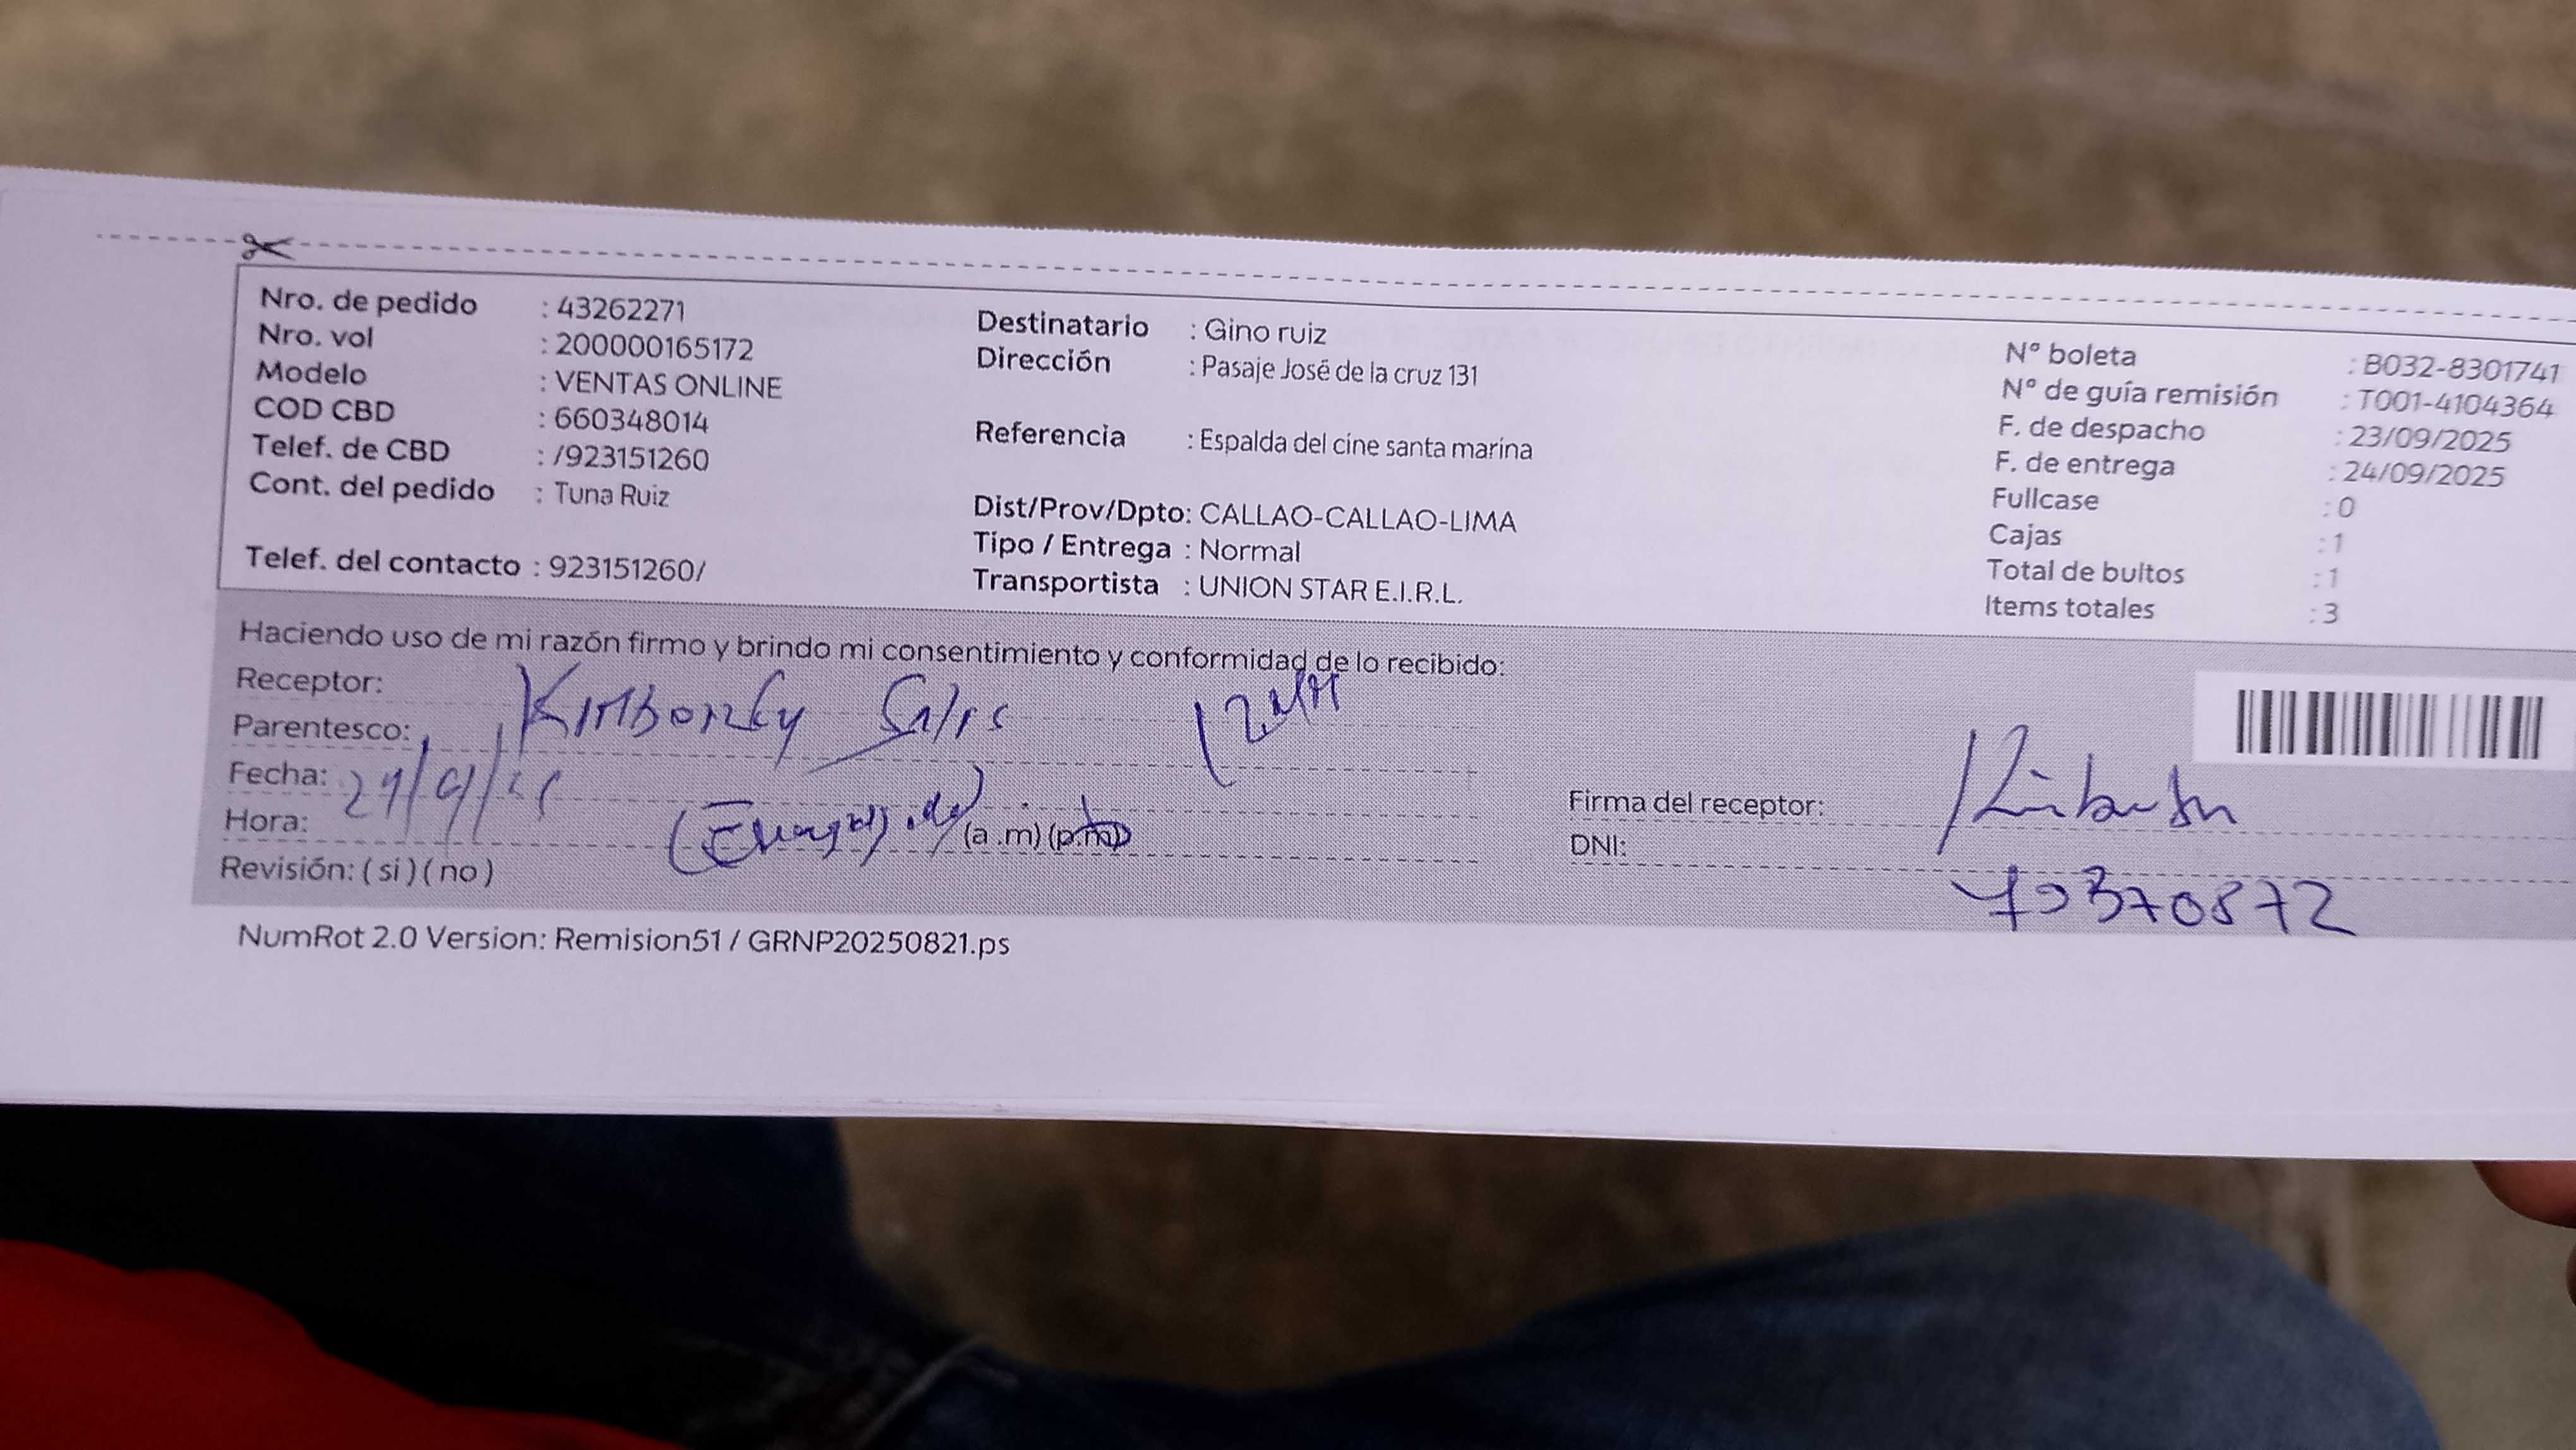 Nro. de pedido : 43262271
Nro. vol : 200000165172
Modelo : VENTAS ONLINE
COD CBD : 660348014
Telef. de CBD : /923151260
Cont. del pedido : Tuna Ruiz
Telef. del contacto : 923151260/
Destinatario : Gino ruiz
Dirección : Pasaje José de la cruz 131
Referencia : Espalda del cine santa marina
Dist/Prov/Dpto: CALLAO-CALLAO-LIMA
Tipo / Entrega : Normal
Transportista : UNION STAR E.I.R.L.
N° boleta : B032-8301741
N° de guía remisión : T001-4104364
F. de despacho : 23/09/2025
F. de entrega : 24/09/2025
Fullcase : 0
Cajas : 1
Total de bultos : 1
Items totales : 3
Haciendo uso de mi razón firmo y brindo mi consentimiento y conformidad de lo recibido:
Receptor:
Parentesco:
Fecha:
Hora: (a .m) (p.m)
Revisión: ( si ) ( no )
Firma del receptor:
DNI:
NumRot 2.0 Version: Remision51 / GRNP20250821.ps